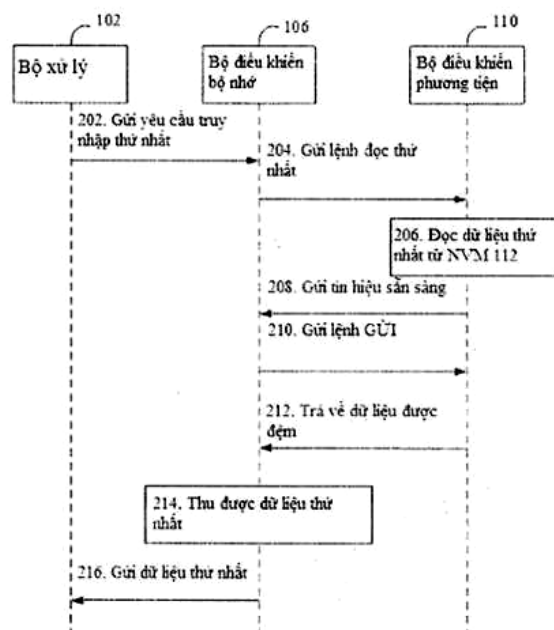 102
106
110
Bộ xử lý
Bộ điều khiển
bộ nhớ
Bộ điều khiển
phương tiện
202. Gửi yêu cầu truy
nhập thứ nhất
204. Gửi lệnh đọc thứ
nhất
206. Đọc dữ liệu thứ
nhất từ NVM 112
208. Gửi tín hiệu sẵn sàng
210. Gửi lệnh GỬI
212. Trả về dữ liệu được
đệm
214. Thu được dữ liệu thứ
nhất
216. Gửi dữ liệu thứ nhất